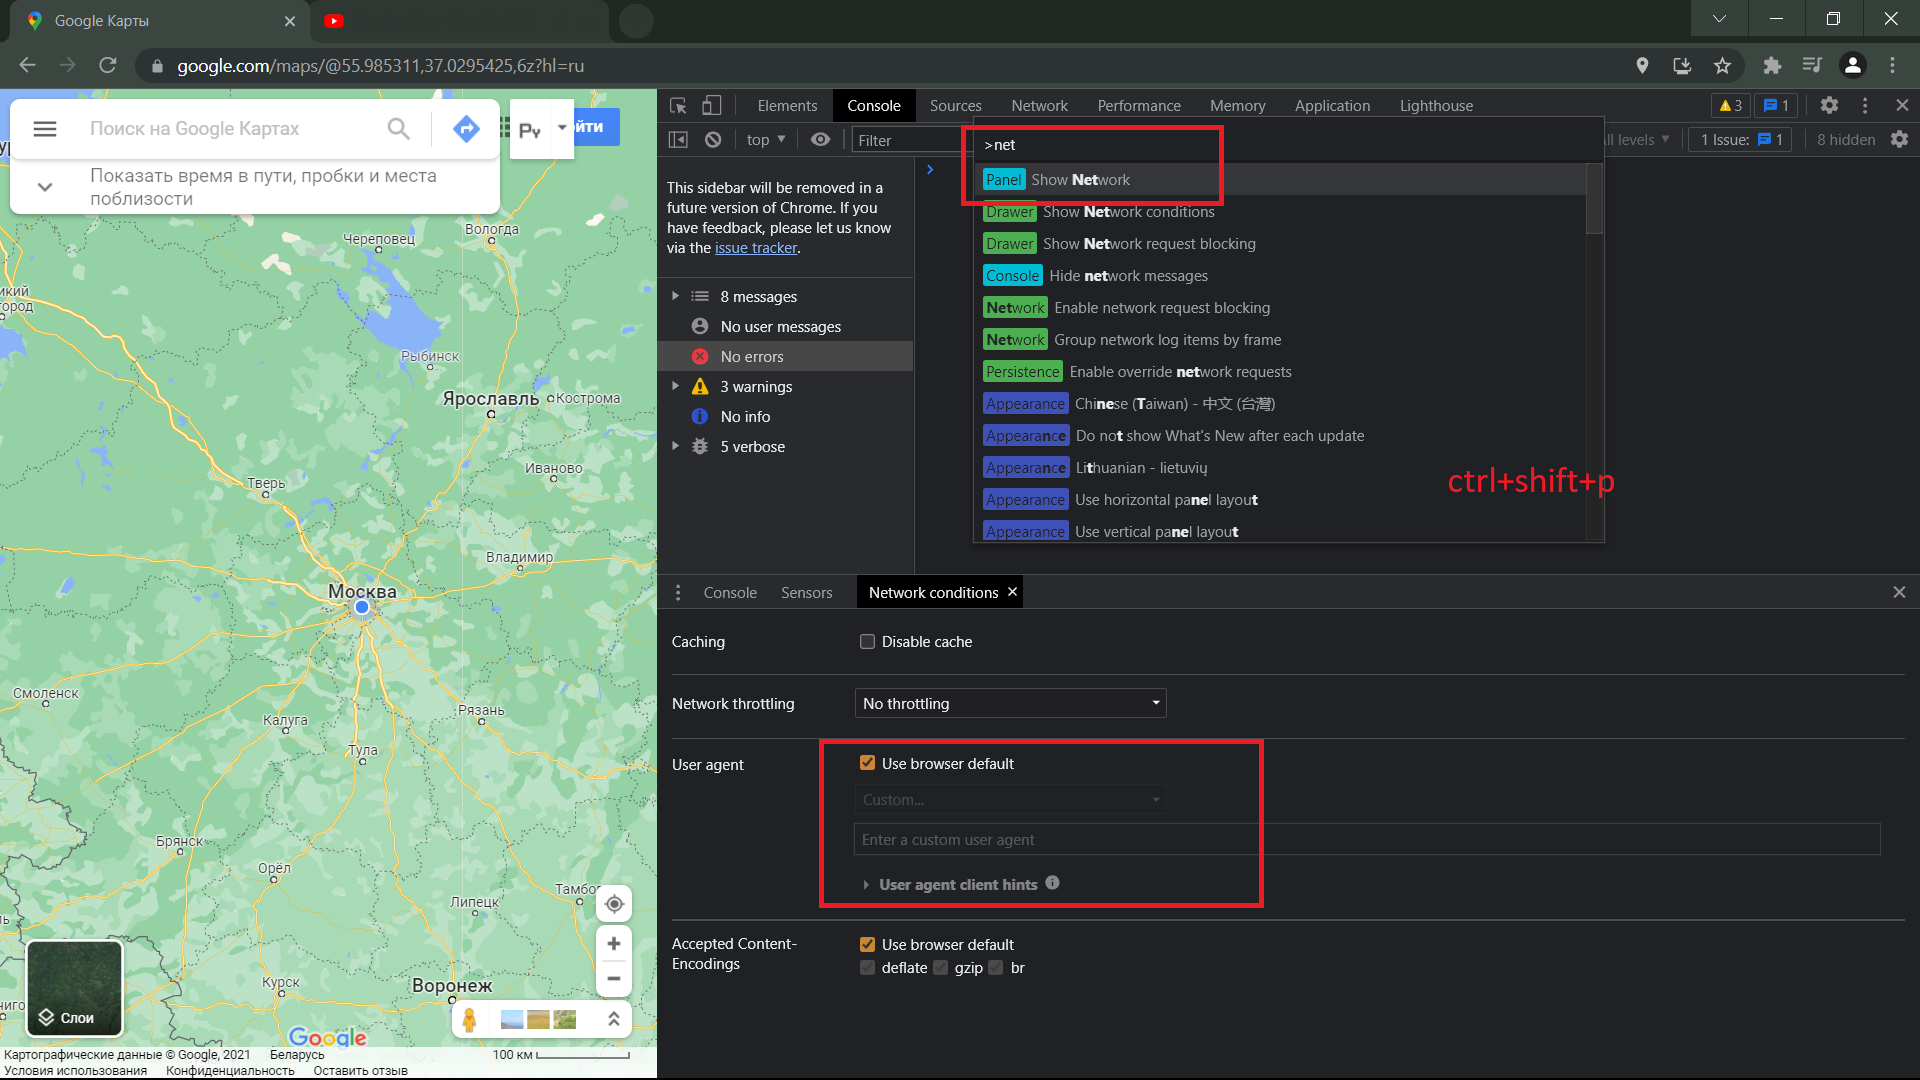 Google Карты
google.com/maps/@55.985311,37.0295425,6z?hl=ru
Поиск на Google Картах
Показать время в пути, пробки и места
поблизости
Череповец
Вологда
Рыбинск
Ярославль
Кострома
Иваново
Тверь
Владимир
Москва
Смоленск
Рязань
Калуга
Тула
Брянск
Орёл
Липецк
Курск
Воронеж
Слои
Google
Картографические данные © Google, 2021
Беларусь
100 км
Условия использования
Конфиденциальность
Оставить отзыв
Elements
Console
Sources
Network
Performance
Memory
Application
Lighthouse
3
1
top
Filter
1 Issue: 1
8 hidden
This sidebar will be removed in a
future version of Chrome. If you
have feedback, please let us know
via the issue tracker.
8 messages
No user messages
No errors
3 warnings
No info
5 verbose
>net
Panel Show Network
Drawer Show Network conditions
Drawer Show Network request blocking
Console Hide network messages
Network Enable network request blocking
Network Group network log items by frame
Persistence Enable override network requests
Appearance Chinese (Taiwan) - 中文 (台灣)
Appearance Do not show What's New after each update
Appearance Lithuanian - lietuvių
Appearance Use horizontal panel layout
Appearance Use vertical panel layout
ctrl+shift+p
Console
Sensors
Network conditions
Caching
Disable cache
Network throttling
No throttling
User agent
Use browser default
Custom...
Enter a custom user agent
User agent client hints
Accepted Content-
Encodings
Use browser default
deflate gzip br